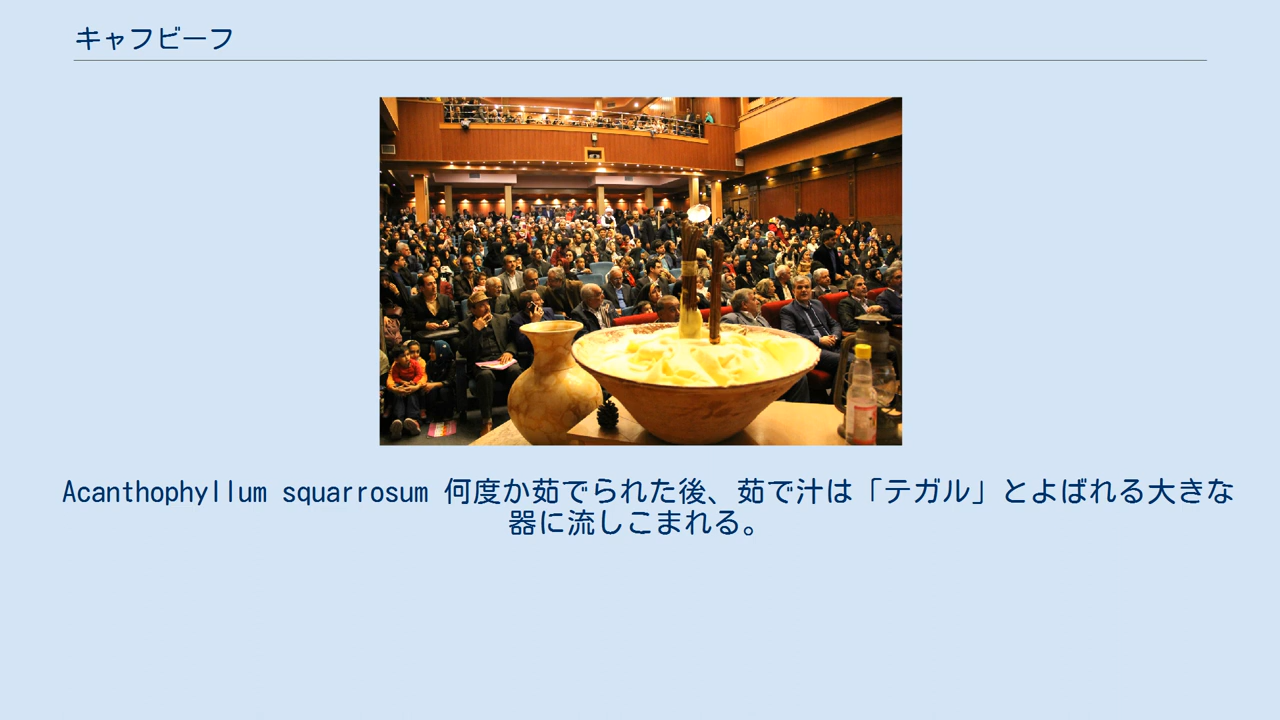 キャフビーフ
Acanthophyllum squarrosum 何度か茹でられた後、茹で汁は「テガル」とよばれる大きな
器に流しこまれる。